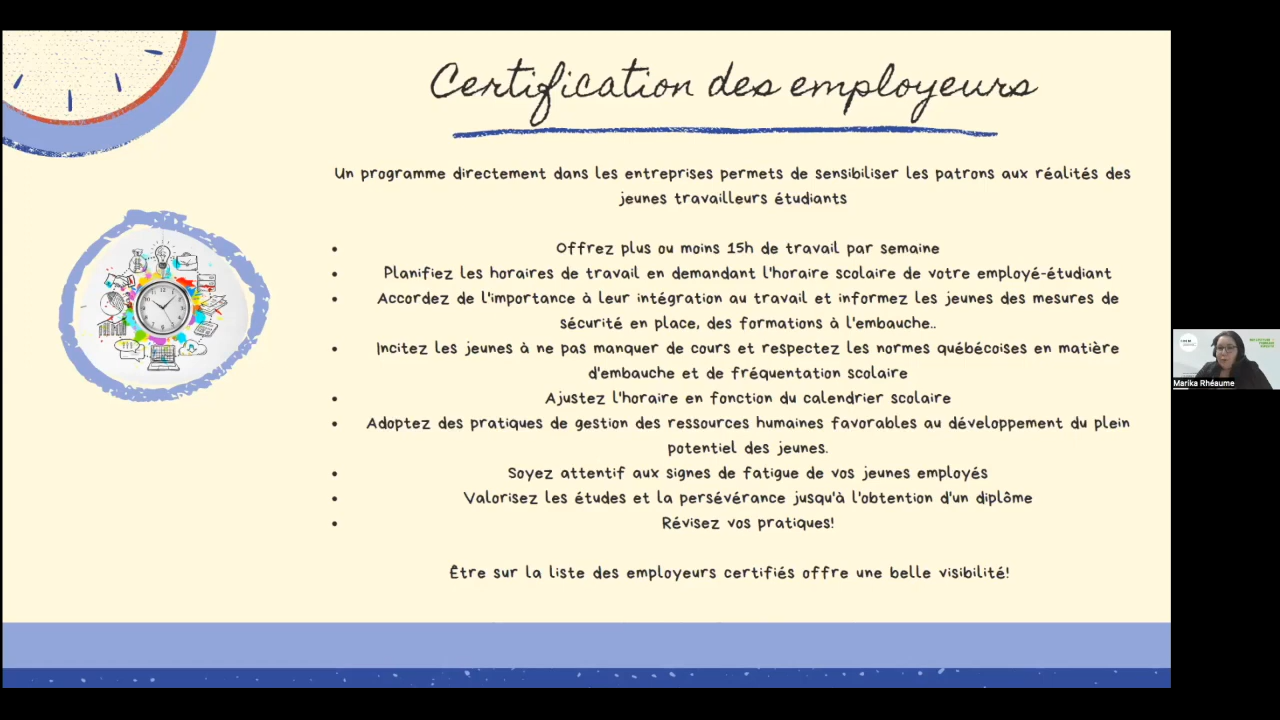 Certification des employeurs
Un programme directement dans les entreprises permets de sensibiliser les patrons aux réalités des
jeunes travailleurs étudiants
• Offrez plus ou moins 15h de travail par semaine
• Planifiez les horaires de travail en demandant l'horaire scolaire de votre employé-étudiant
• Accordez de l'importance à leur intégration au travail et informez les jeunes des mesures de
sécurité en place, des formations à l'embauche..
• Incitez les jeunes à ne pas manquer de cours et respectez les normes québécoises en matière
d'embauche et de fréquentation scolaire
• Ajustez l'horaire en fonction du calendrier scolaire
• Adoptez des pratiques de gestion des ressources humaines favorables au développement du plein
potentiel des jeunes.
• Soyez attentif aux signes de fatigue de vos jeunes employés
• Valorisez les études et la persévérance jusqu'à l'obtention d'un diplôme
• Révisez vos pratiques!
Être sur la liste des employeurs certifiés offre une belle visibilité!
Marika Rhéaume